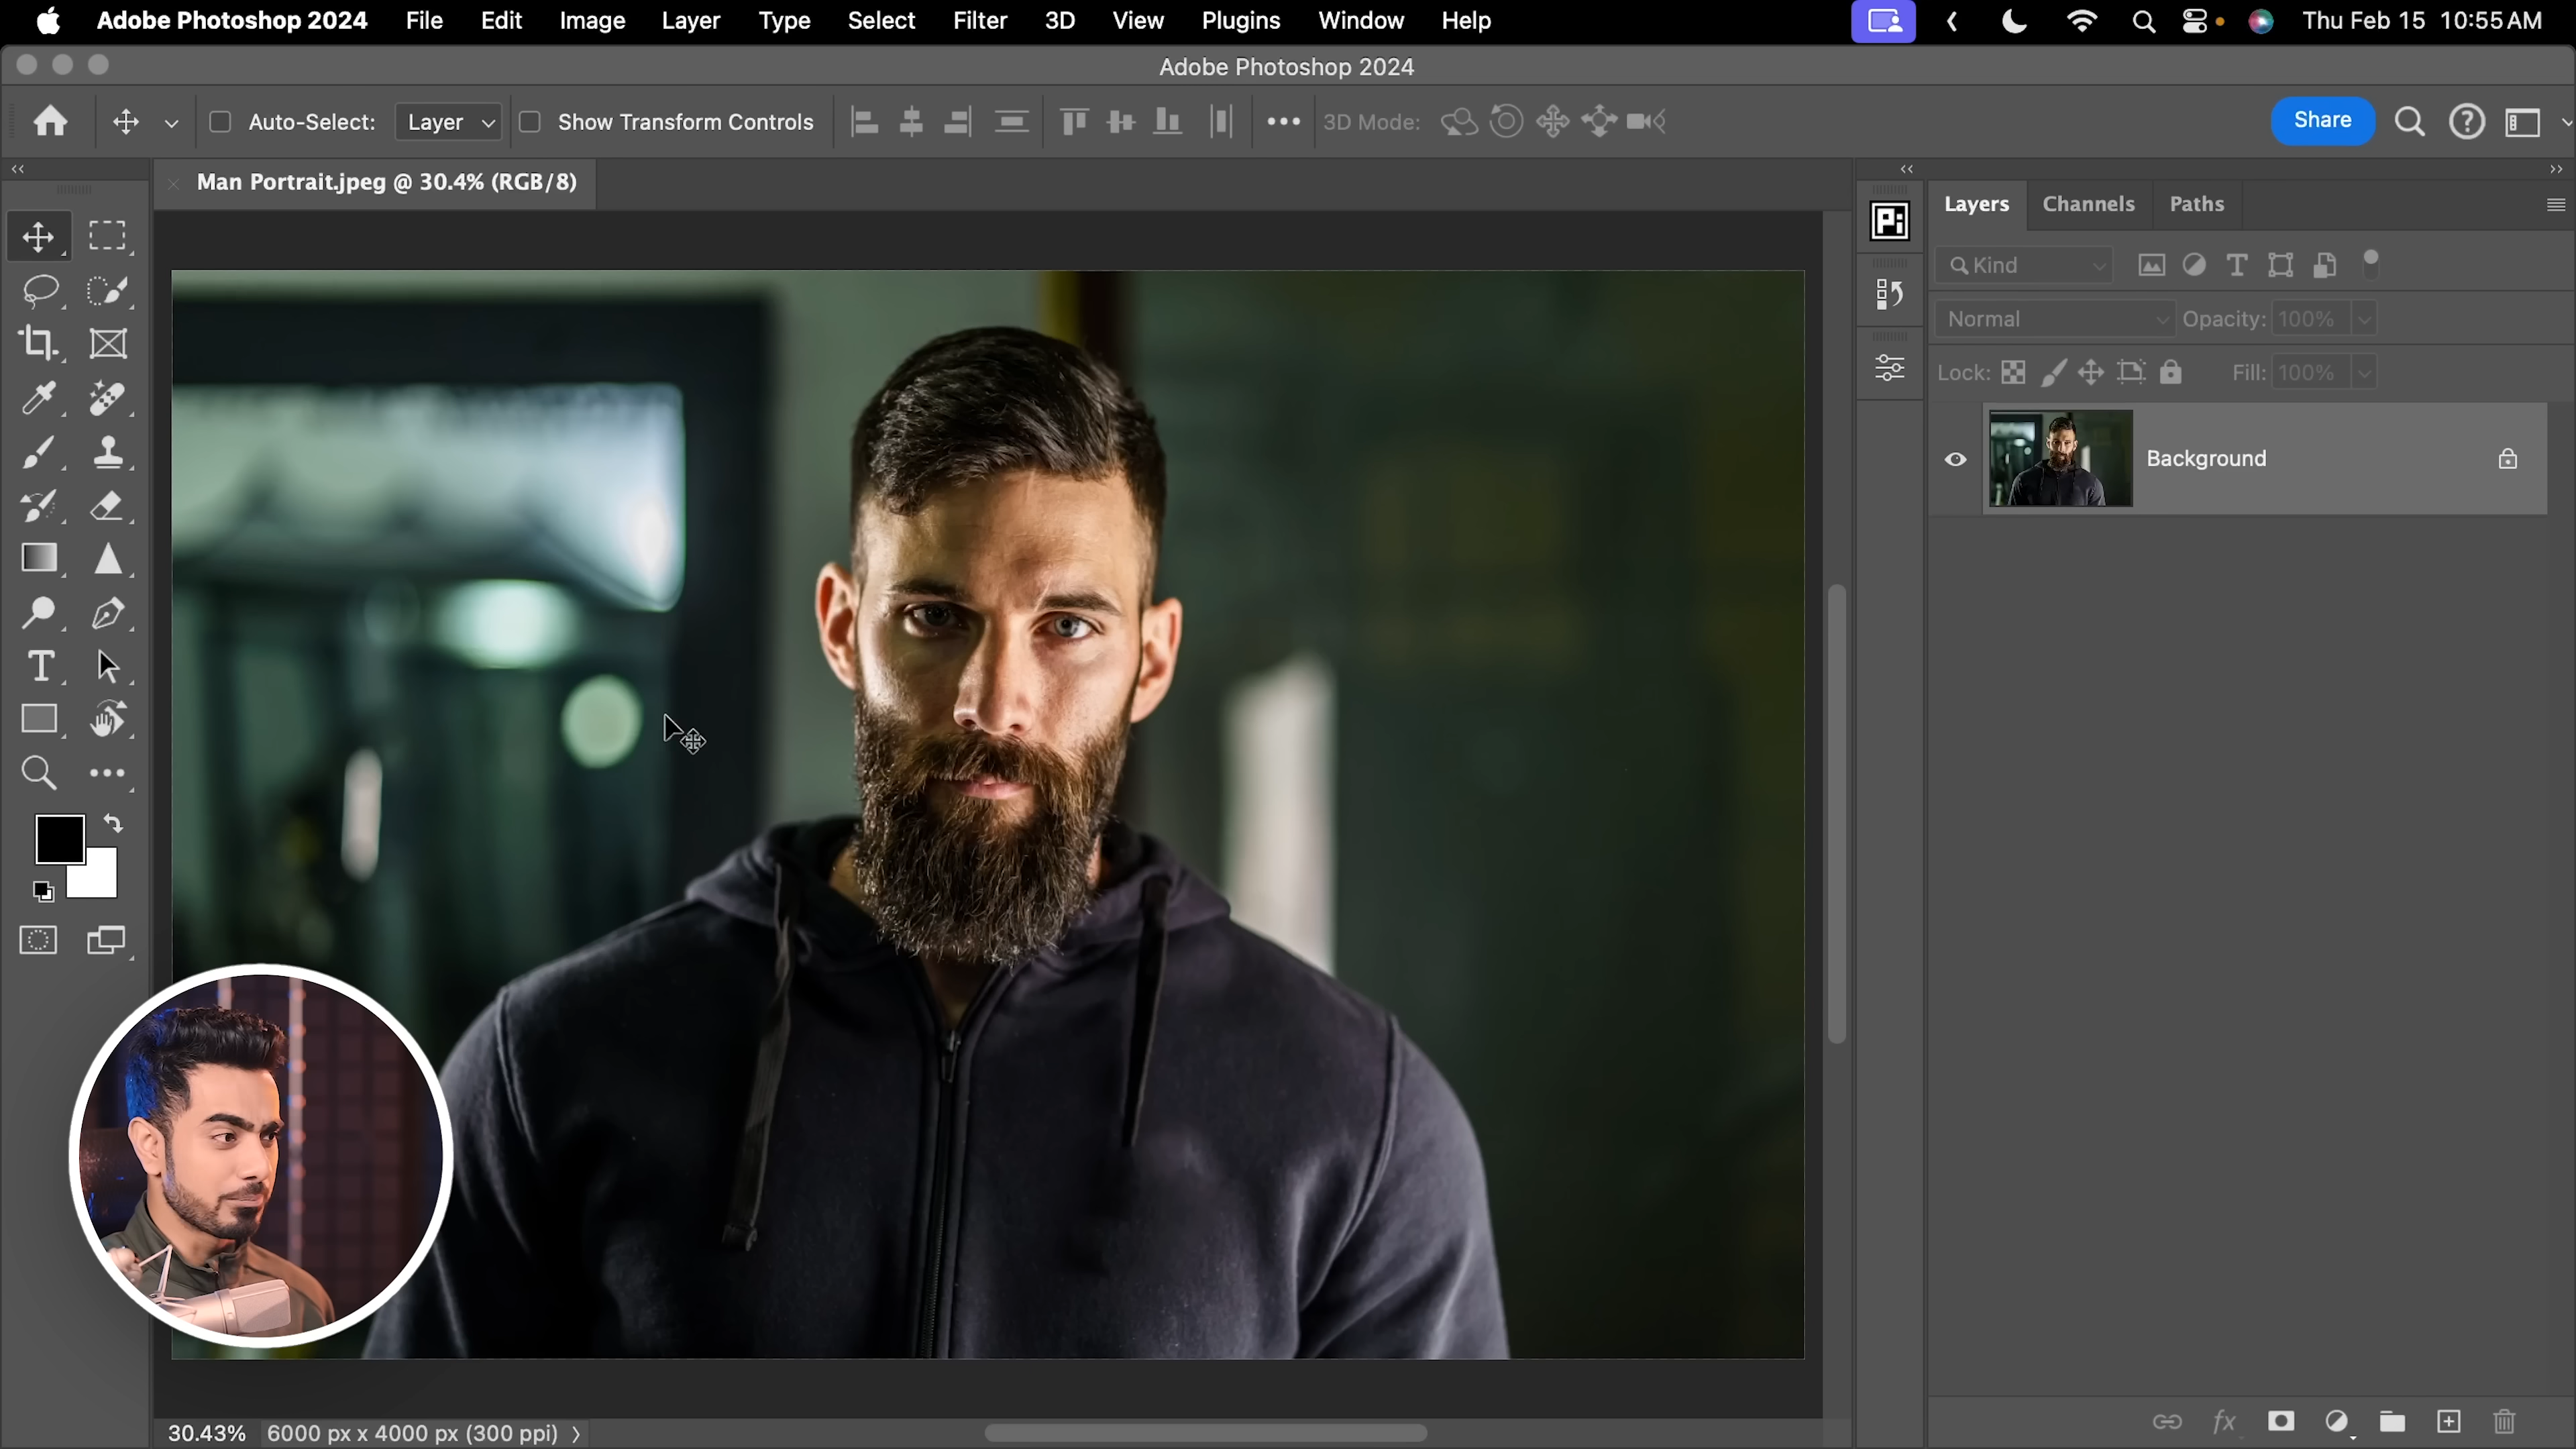 Adobe Photoshop 2024 File Edit Image Layer Type Select Filter 3D View Plugins Window Help Thu Feb 15 10:55 AM
Adobe Photoshop 2024
Auto-Select: Layer Show Transform Controls 3D Mode: Share
Man Portrait.jpeg @ 30.4% (RGB/8)
Pi
Layers Channels Paths
Kind
Normal Opacity: 100%
Lock: Fill: 100%
Background
30.43% 6000 px x 4000 px (300 ppi)
fx